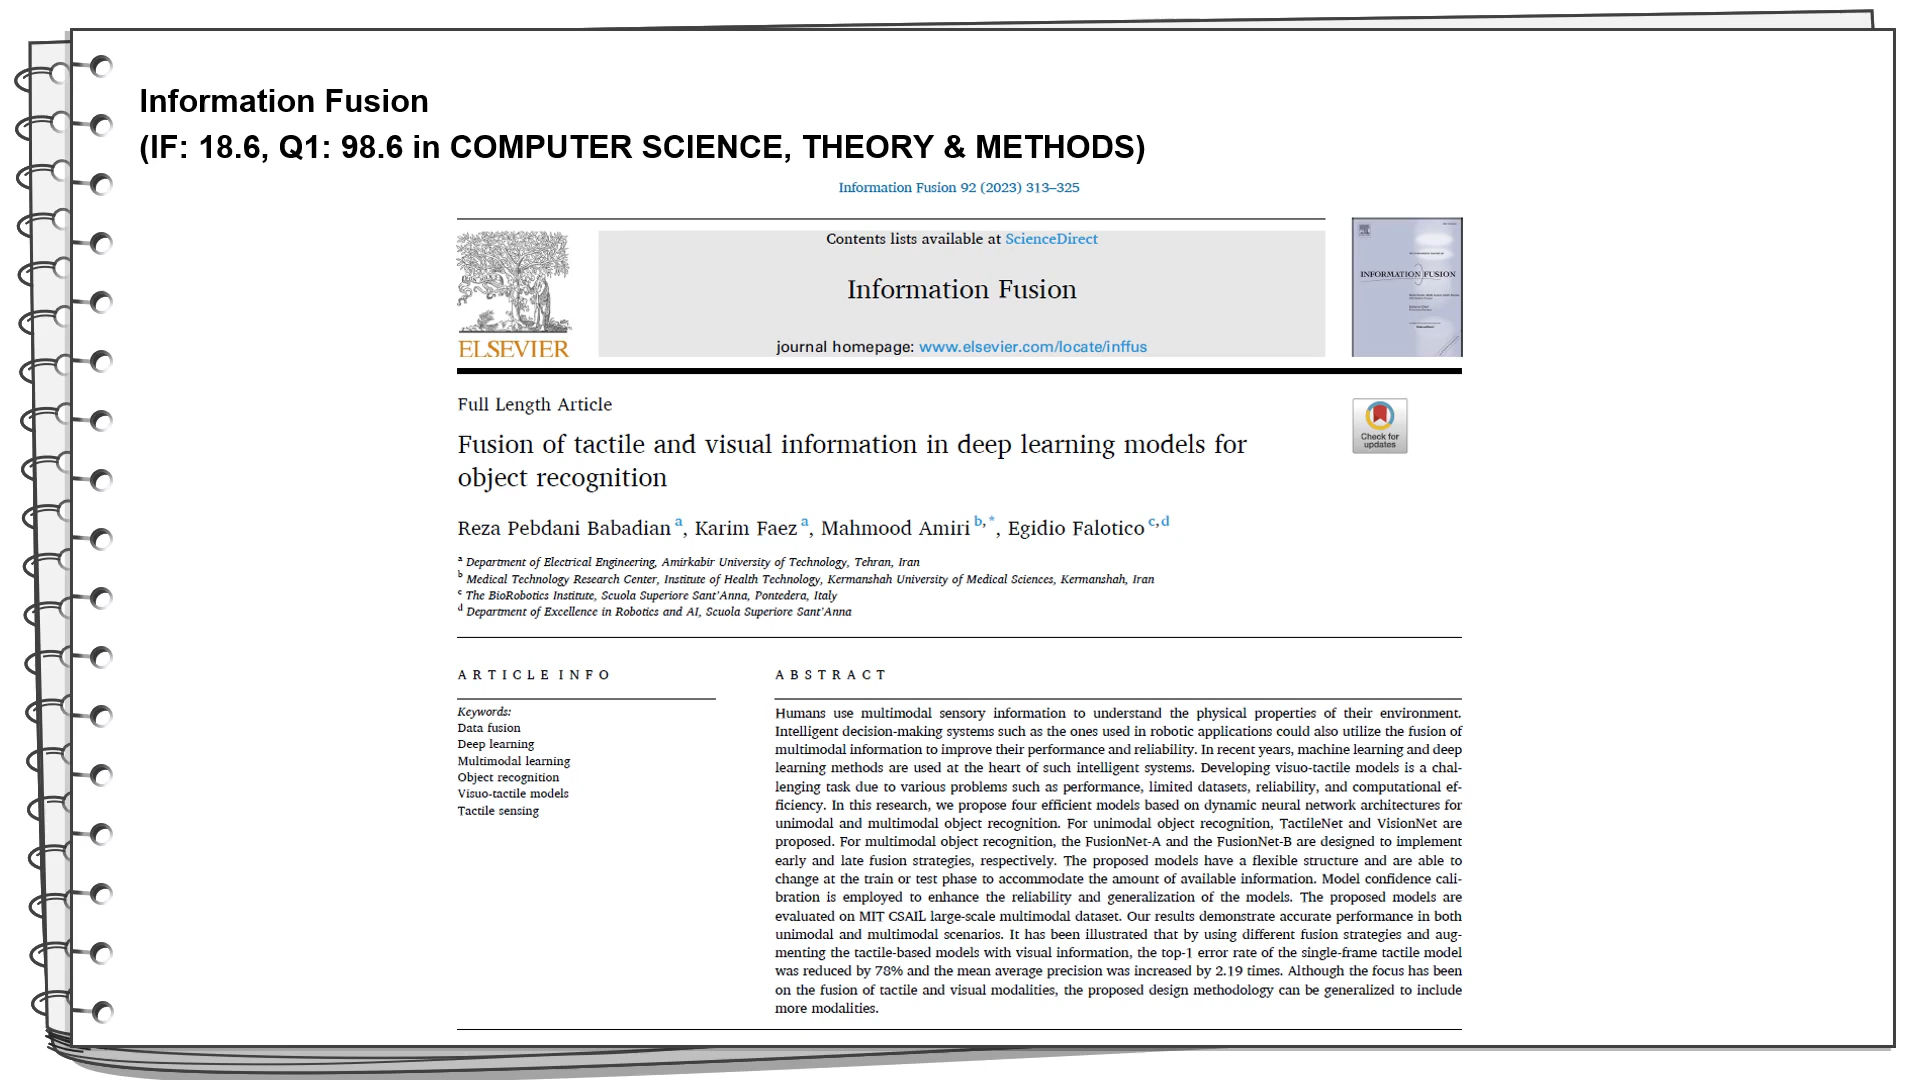 Information Fusion
(IF: 18.6, Q1: 98.6 in COMPUTER SCIENCE, THEORY & METHODS)
Information Fusion 92 (2023) 313–325
Contents lists available at ScienceDirect
Information Fusion
journal homepage: www.elsevier.com/locate/inffus
ELSEVIER
INFORMATION FUSION
Full Length Article
Check for
updates
Fusion of tactile and visual information in deep learning models for
object recognition
Reza Pebdani Babadian a, Karim Faez a, Mahmood Amiri b,*, Egidio Falotico c,d
a Department of Electrical Engineering, Amirkabir University of Technology, Tehran, Iran
b Medical Technology Research Center, Institute of Health Technology, Kermanshah University of Medical Sciences, Kermanshah, Iran
c The BioRobotics Institute, Scuola Superiore Sant'Anna, Pontedera, Italy
d Department of Excellence in Robotics and AI, Scuola Superiore Sant'Anna
ARTICLE INFO
Keywords:
Data fusion
Deep learning
Multimodal learning
Object recognition
Visuo-tactile models
Tactile sensing
ABSTRACT
Humans use multimodal sensory information to understand the physical properties of their environment.
Intelligent decision-making systems such as the ones used in robotic applications could also utilize the fusion of
multimodal information to improve their performance and reliability. In recent years, machine learning and deep
learning methods are used at the heart of such intelligent systems. Developing visuo-tactile models is a chal-
lenging task due to various problems such as performance, limited datasets, reliability, and computational ef-
ficiency. In this research, we propose four efficient models based on dynamic neural network architectures for
unimodal and multimodal object recognition. For unimodal object recognition, TactileNet and VisionNet are
proposed. For multimodal object recognition, the FusionNet-A and the FusionNet-B are designed to implement
early and late fusion strategies, respectively. The proposed models have a flexible structure and are able to
change at the train or test phase to accommodate the amount of available information. Model confidence cali-
bration is employed to enhance the reliability and generalization of the models. The proposed models are
evaluated on MIT CSAIL large-scale multimodal dataset. Our results demonstrate accurate performance in both
unimodal and multimodal scenarios. It has been illustrated that by using different fusion strategies and aug-
menting the tactile-based models with visual information, the top-1 error rate of the single-frame tactile model
was reduced by 78% and the mean average precision was increased by 2.19 times. Although the focus has been
on the fusion of tactile and visual modalities, the proposed design methodology can be generalized to include
more modalities.